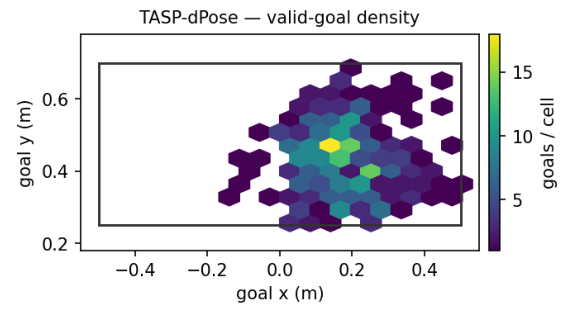 TASP-dPose — valid-goal density
goal y (m)
0.6
0.4
0.2
−0.4
−0.2
0.0
0.2
0.4
goal x (m)
15
10
5
goals / cell